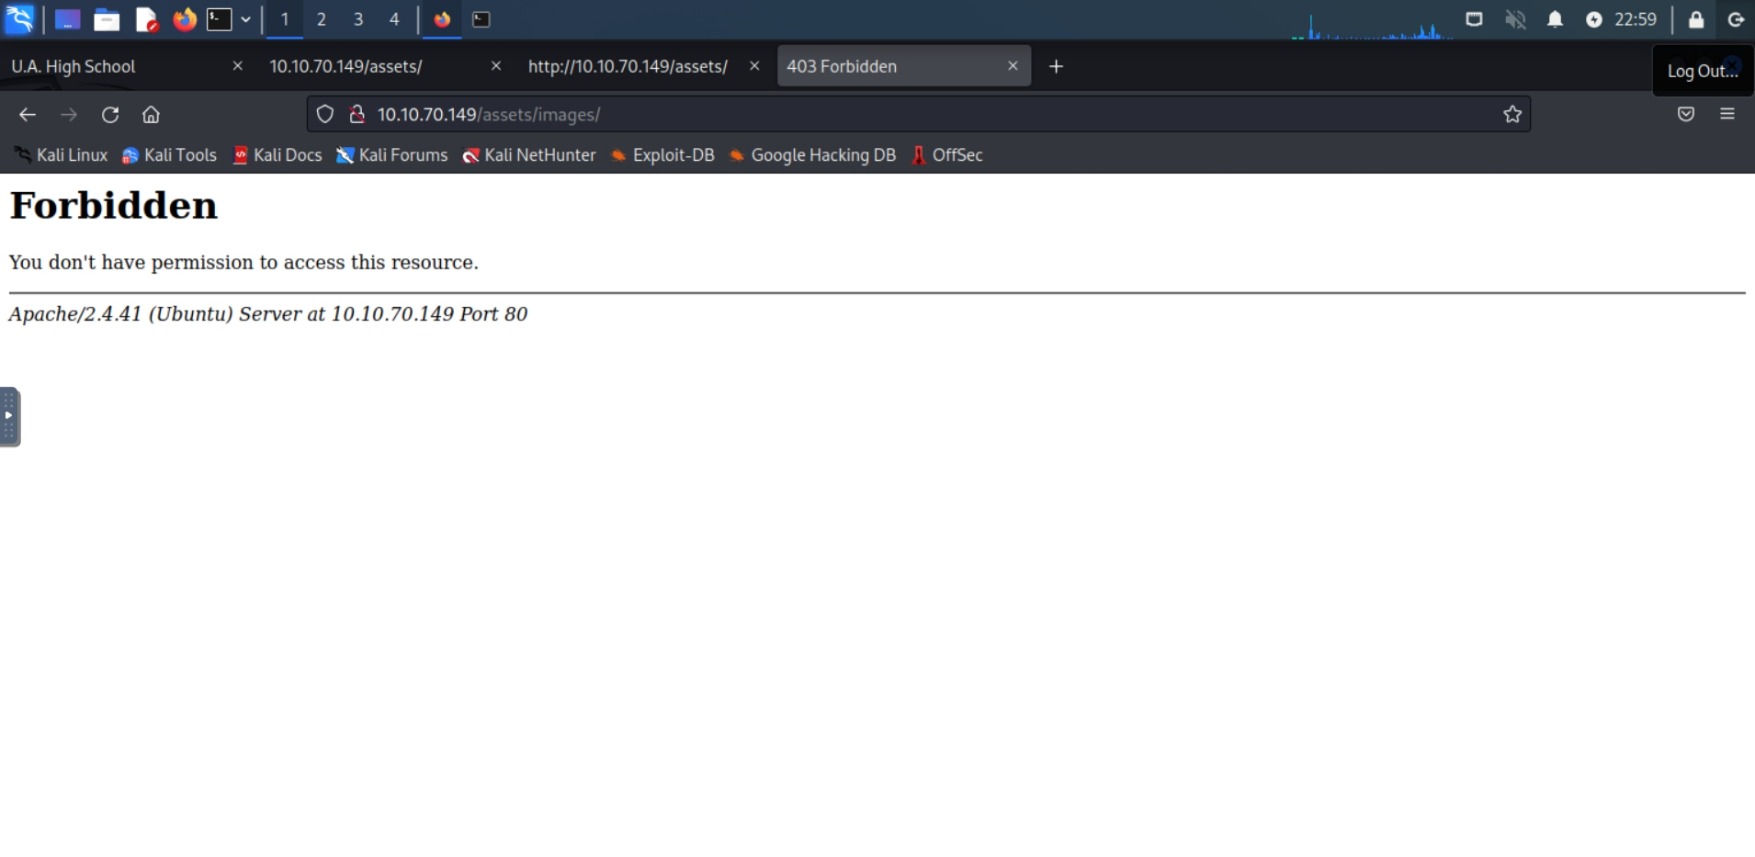 1 2 3 4 22:59
U.A. High School 10.10.70.149/assets/ http://10.10.70.149/assets/ 403 Forbidden Log Out...
10.10.70.149/assets/images/
Kali Linux Kali Tools Kali Docs Kali Forums Kali NetHunter Exploit-DB Google Hacking DB OffSec
Forbidden
You don't have permission to access this resource.
Apache/2.4.41 (Ubuntu) Server at 10.10.70.149 Port 80